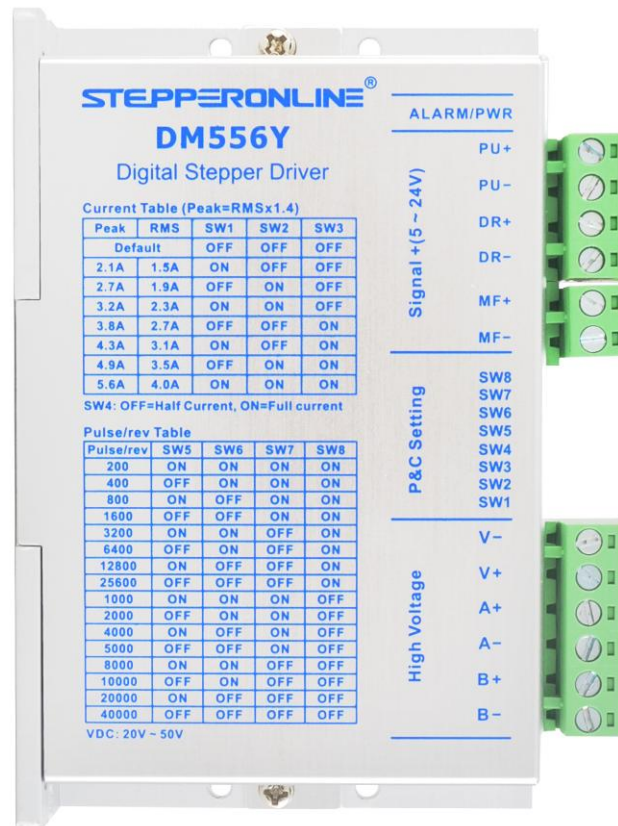 STEPPERONLINE®
DM556Y
Digital Stepper Driver
Current Table (Peak=RMSx1.4)
Peak RMS SW1 SW2 SW3
Default OFF OFF OFF
2.1A 1.5A ON OFF OFF
2.7A 1.9A OFF ON OFF
3.2A 2.3A ON ON OFF
3.8A 2.7A OFF OFF ON
4.3A 3.1A ON OFF ON
4.9A 3.5A OFF ON ON
5.6A 4.0A ON ON ON
SW4: OFF=Half Current, ON=Full current
Pulse/rev Table
Pulse/rev SW5 SW6 SW7 SW8
200 ON ON ON ON
400 OFF ON ON ON
800 ON OFF ON ON
1600 OFF OFF ON ON
3200 ON ON OFF ON
6400 OFF ON OFF ON
12800 ON OFF OFF ON
25600 OFF OFF OFF ON
1000 ON ON ON OFF
2000 OFF ON ON OFF
4000 ON OFF ON OFF
5000 OFF OFF ON OFF
8000 ON ON OFF OFF
10000 OFF ON OFF OFF
20000 ON OFF OFF OFF
40000 OFF OFF OFF OFF
VDC: 20V ~ 50V
ALARM/PWR
Signal +(5 ~ 24V)
PU+
PU−
DR+
DR−
MF+
MF−
P&C Setting
SW8
SW7
SW6
SW5
SW4
SW3
SW2
SW1
High Voltage
V−
V+
A+
A−
B+
B−